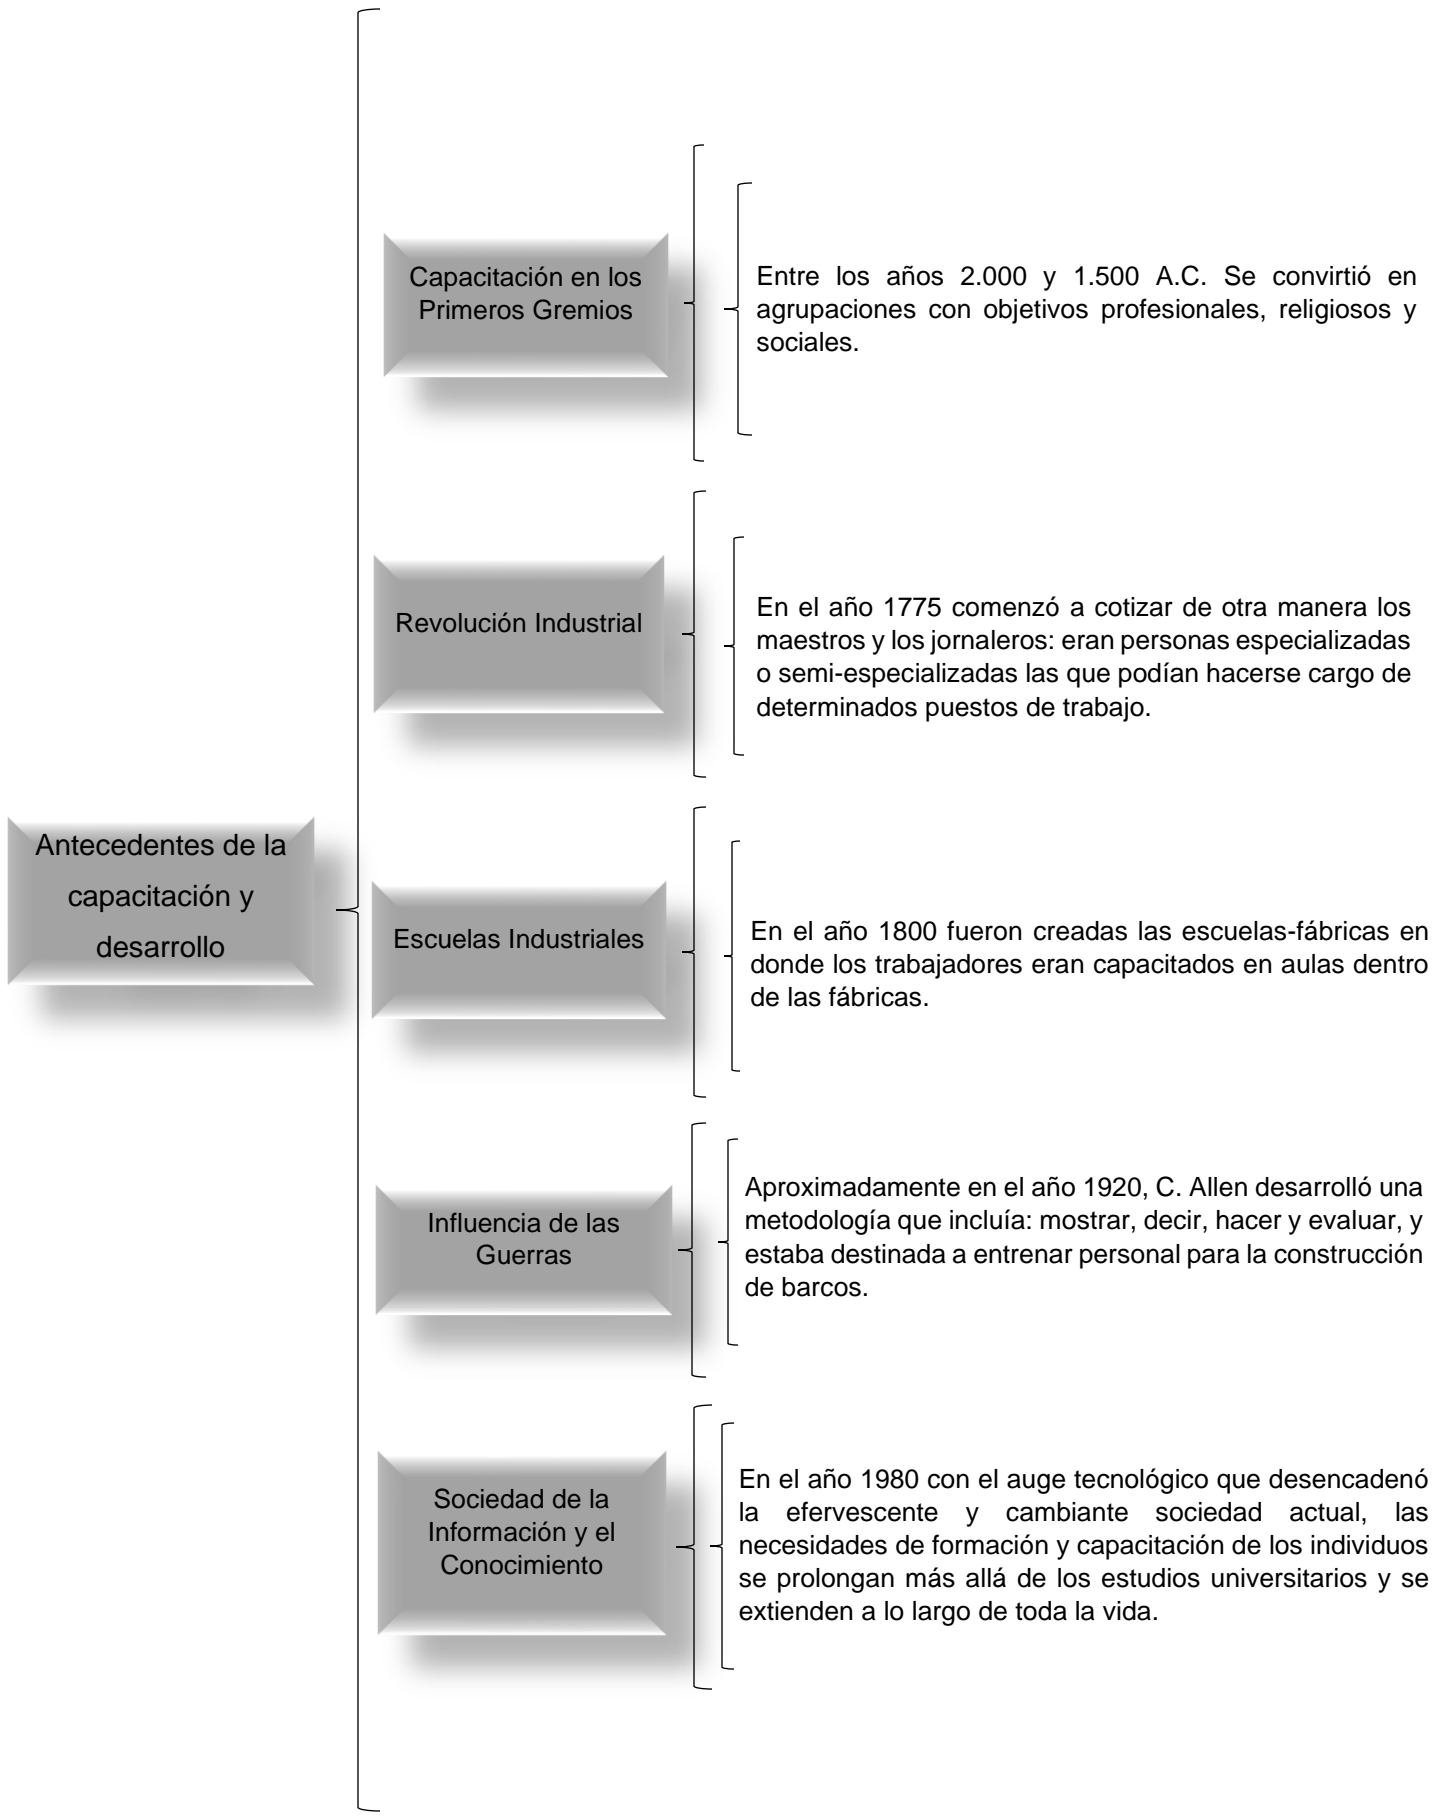 Antecedentes de la
capacitación y
desarrollo
Capacitación en los
Primeros Gremios
Entre los años 2.000 y 1.500 A.C. Se convirtió en
agrupaciones con objetivos profesionales, religiosos y
sociales.
Revolución Industrial
En el año 1775 comenzó a cotizar de otra manera los
maestros y los jornaleros: eran personas especializadas
o semi-especializadas las que podían hacerse cargo de
determinados puestos de trabajo.
Escuelas Industriales
En el año 1800 fueron creadas las escuelas-fábricas en
donde los trabajadores eran capacitados en aulas dentro
de las fábricas.
Influencia de las
Guerras
Aproximadamente en el año 1920, C. Allen desarrolló una
metodología que incluía: mostrar, decir, hacer y evaluar, y
estaba destinada a entrenar personal para la construcción
de barcos.
Sociedad de la
Información y el
Conocimiento
En el año 1980 con el auge tecnológico que desencadenó
la efervescente y cambiante sociedad actual, las
necesidades de formación y capacitación de los individuos
se prolongan más allá de los estudios universitarios y se
extienden a lo largo de toda la vida.